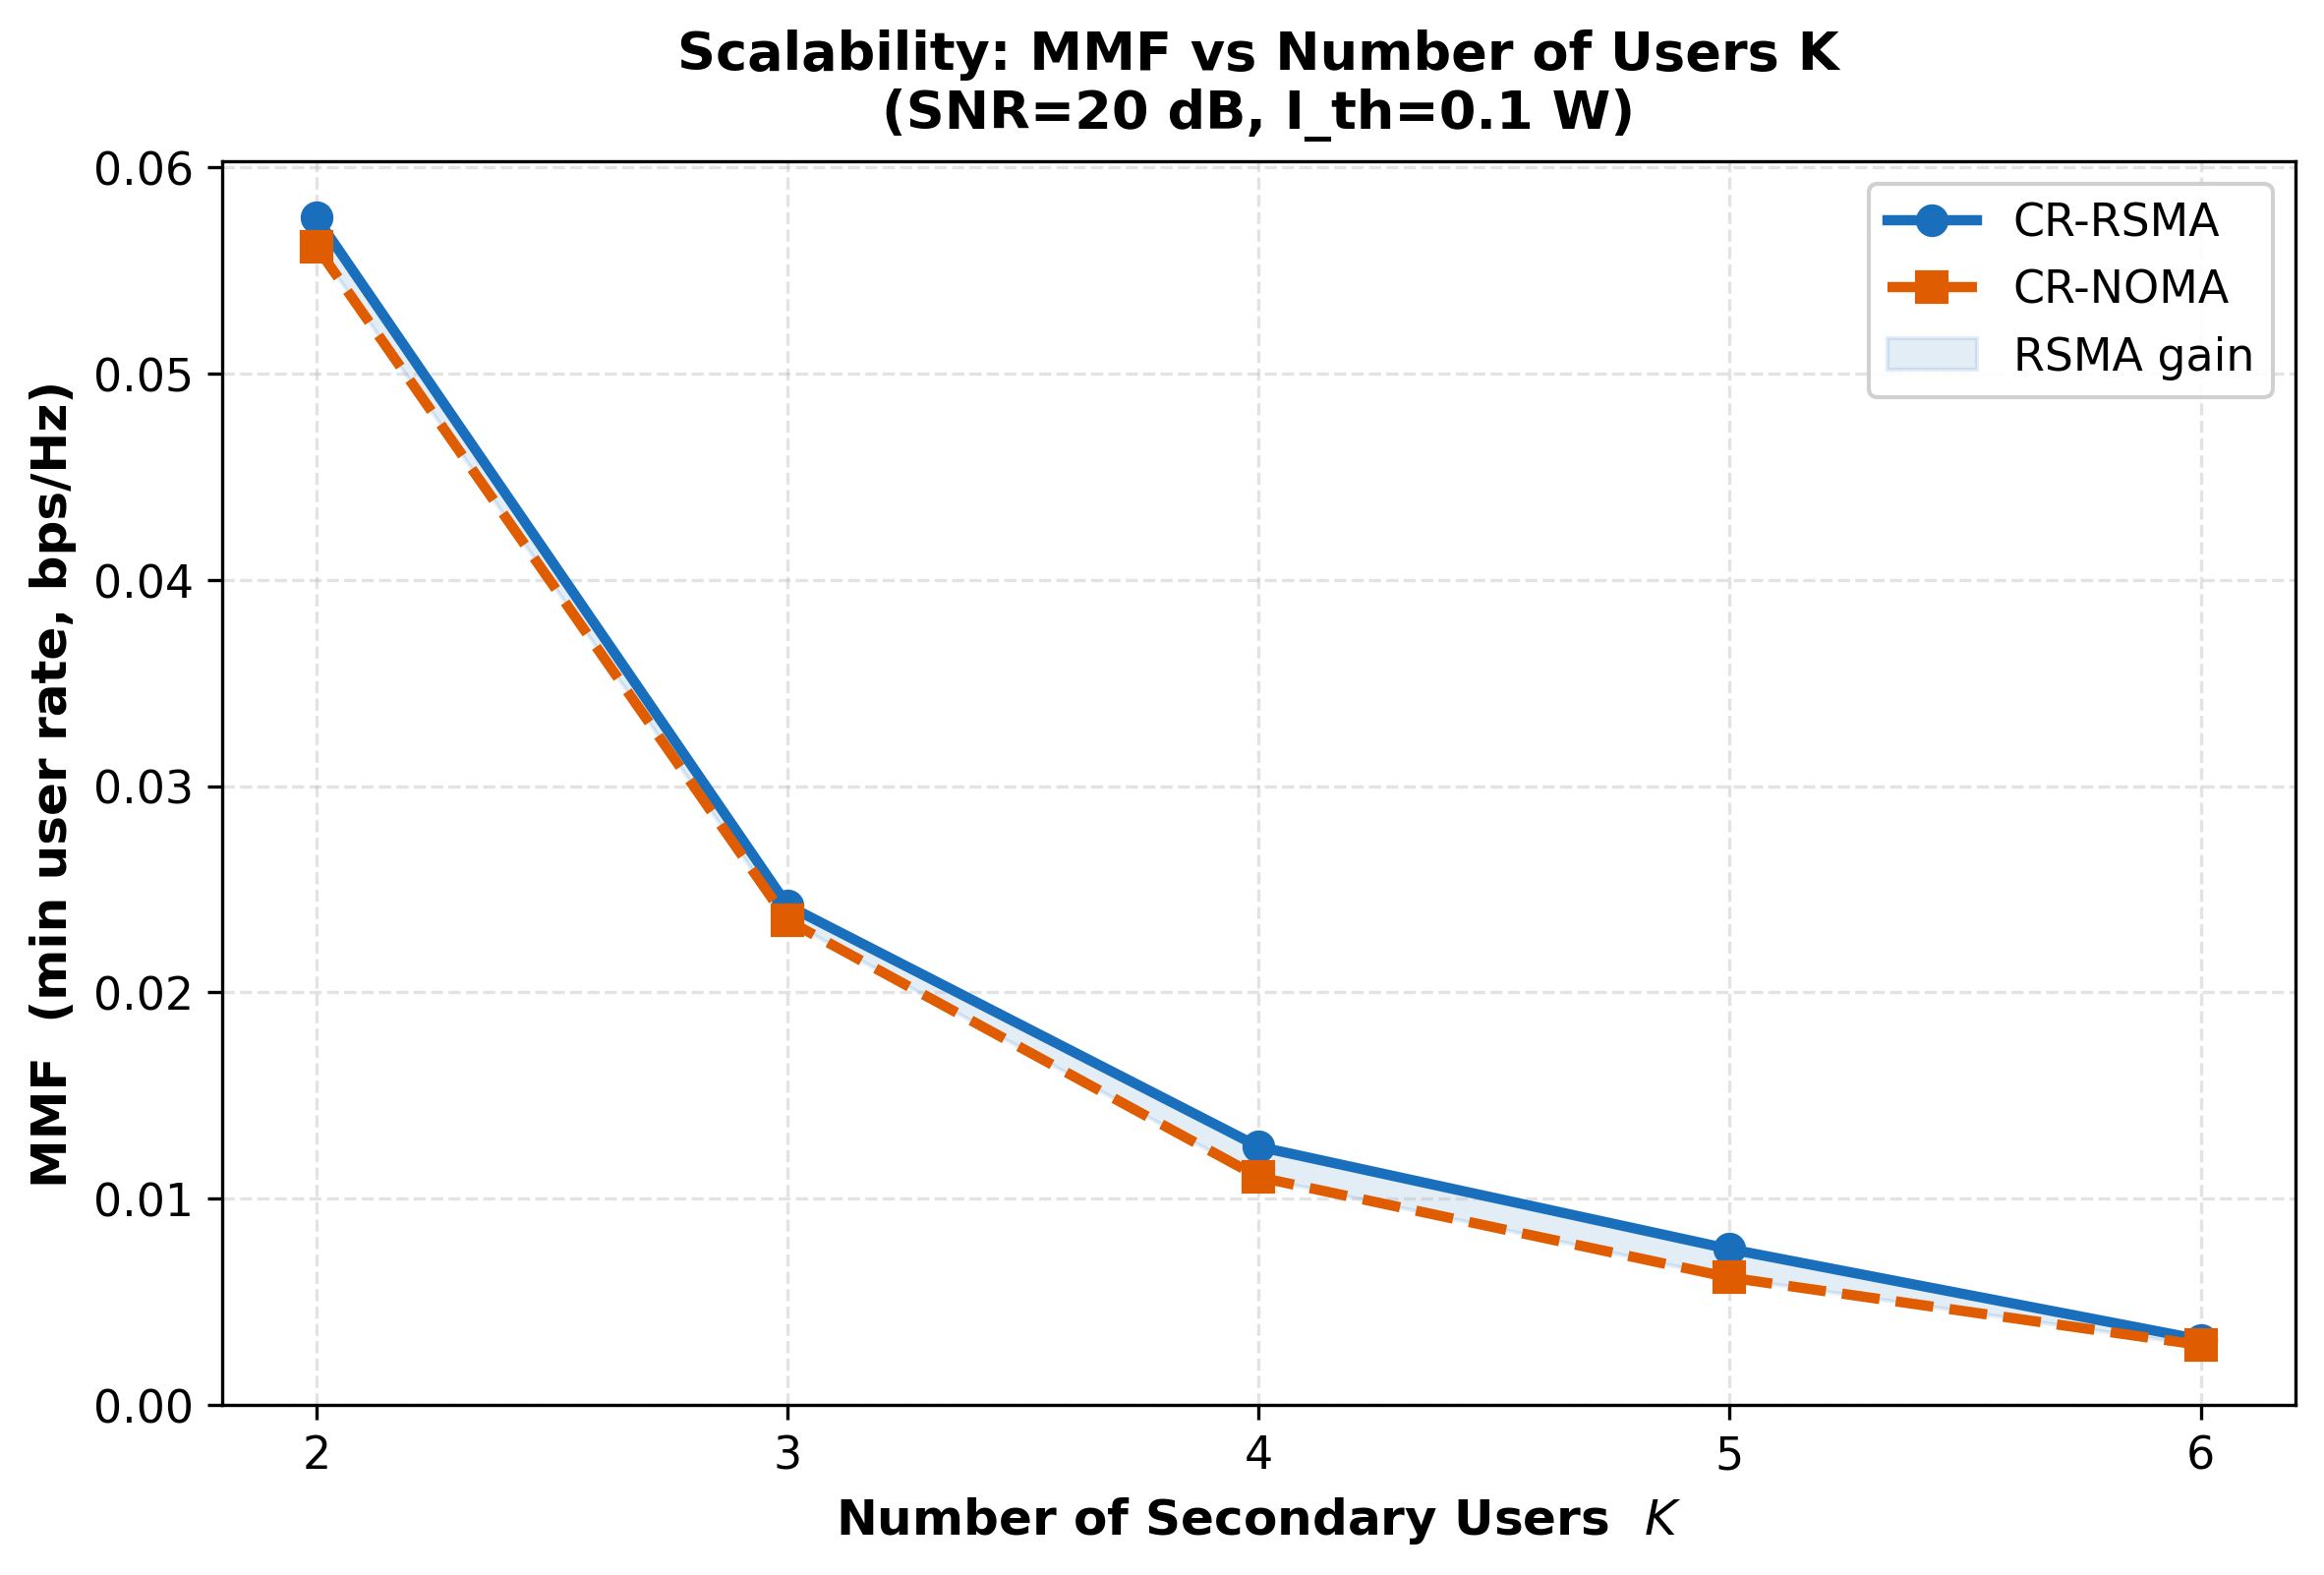 Scalability: MMF vs Number of Users K
(SNR=20 dB, I_th=0.1 W)
MMF (min user rate, bps/Hz)
0.06
0.05
0.04
0.03
0.02
0.01
0.00
CR-RSMA
CR-NOMA
RSMA gain
2 3 4 5 6
Number of Secondary Users K